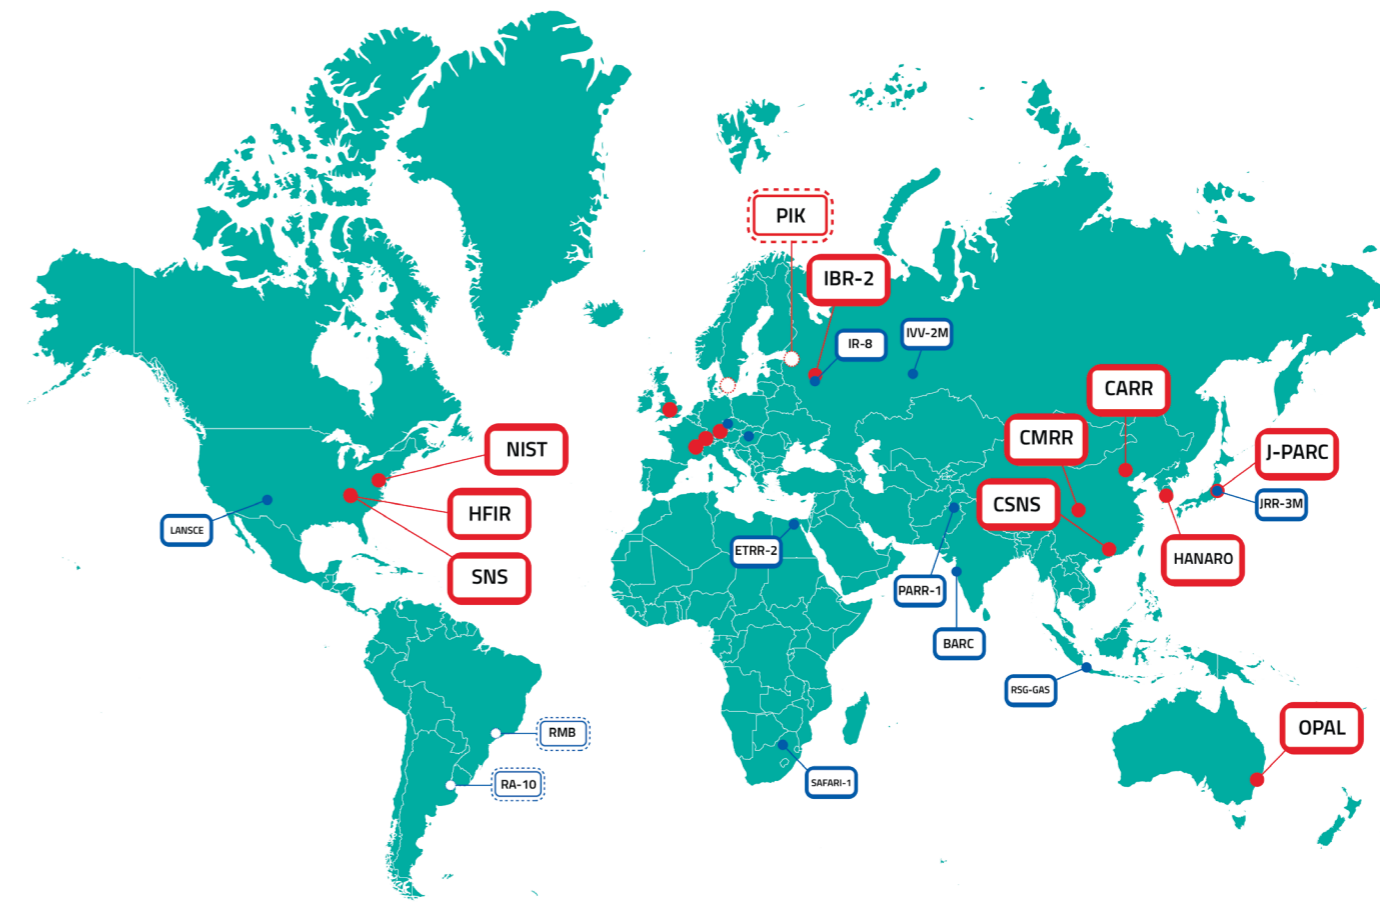 PIK
IBR-2
IR-8
IVV-2M
CARR
CMRR
J-PARC
NIST
CSNS
JRR-3M
HFIR
LANSCE
ETRR-2
HANARO
SNS
PARR-1
BARC
RSG-GAS
OPAL
RMB
SAFARI-1
RA-10